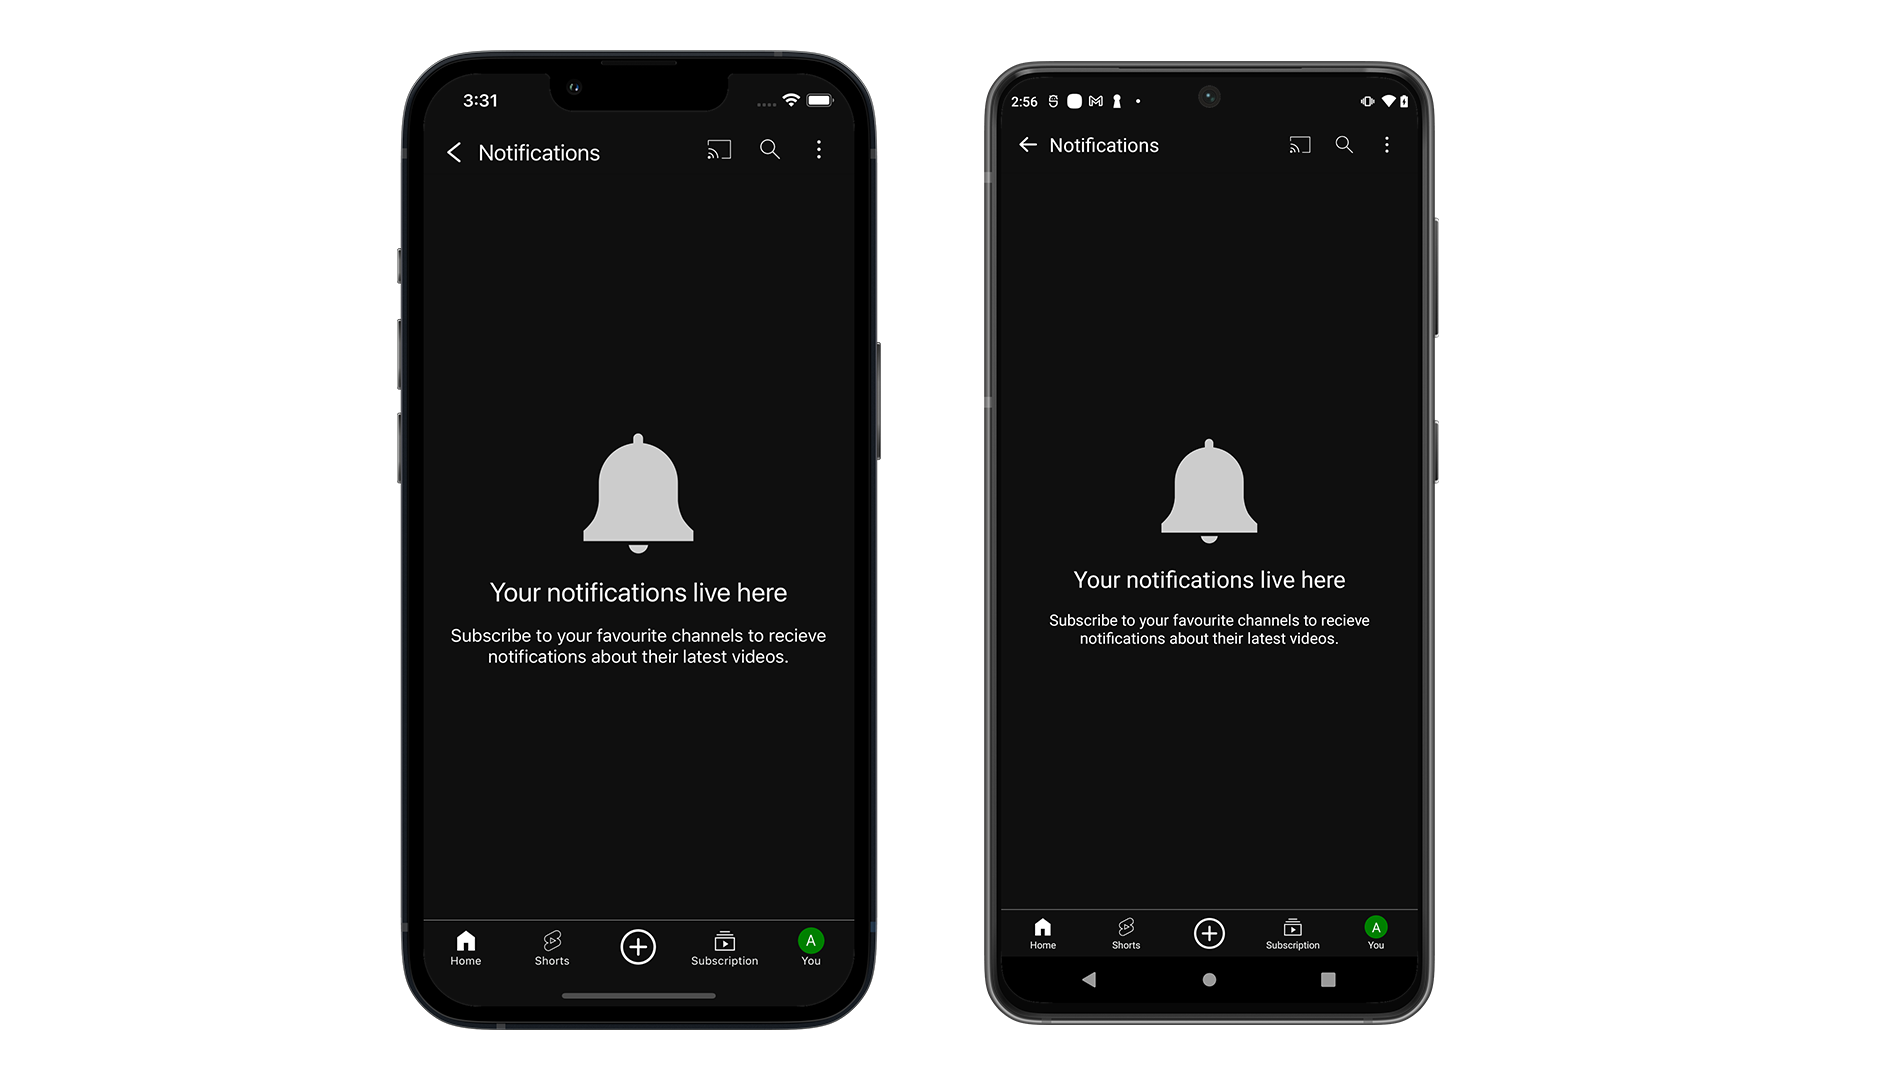 3:31
Notifications
Your notifications live here
Subscribe to your favourite channels to recieve
notifications about their latest videos.
Home
Shorts
Subscription
A
You
2:56
Notifications
Your notifications live here
Subscribe to your favourite channels to recieve
notifications about their latest videos.
Home
Shorts
Subscription
A
You